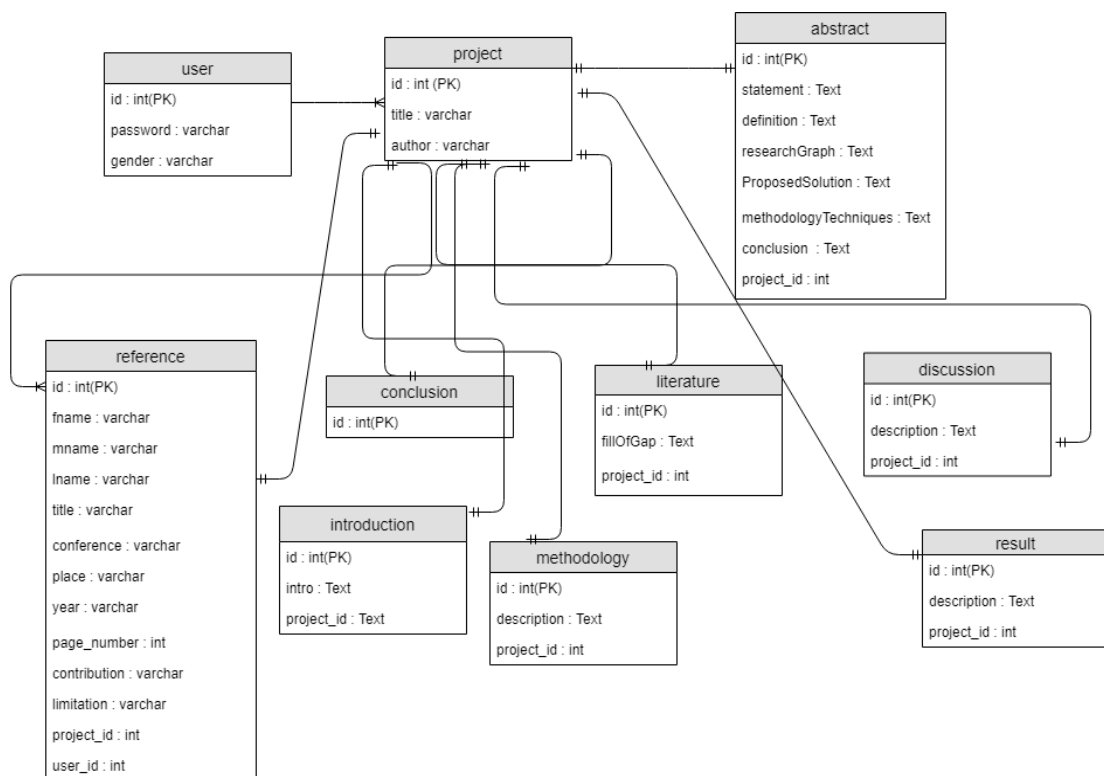 user
id : int(PK)
password : varchar
gender : varchar
project
id : int (PK)
title : varchar
author : varchar
abstract
id : int(PK)
statement : Text
definition : Text
researchGraph : Text
ProposedSolution : Text
methodologyTechniques : Text
conclusion  : Text
project_id : int
reference
id : int(PK)
fname : varchar
mname : varchar
lname : varchar
title : varchar
conference : varchar
place : varchar
year : varchar
page_number : int
contribution : varchar
limitation : varchar
project_id : int
user_id : int
conclusion
id : int(PK)
literature
id : int(PK)
fillOfGap : Text
project_id : int
discussion
id : int(PK)
description : Text
project_id : int
introduction
id : int(PK)
intro : Text
project_id : Text
methodology
id : int(PK)
description : Text
project_id : int
result
id : int(PK)
description : Text
project_id : int